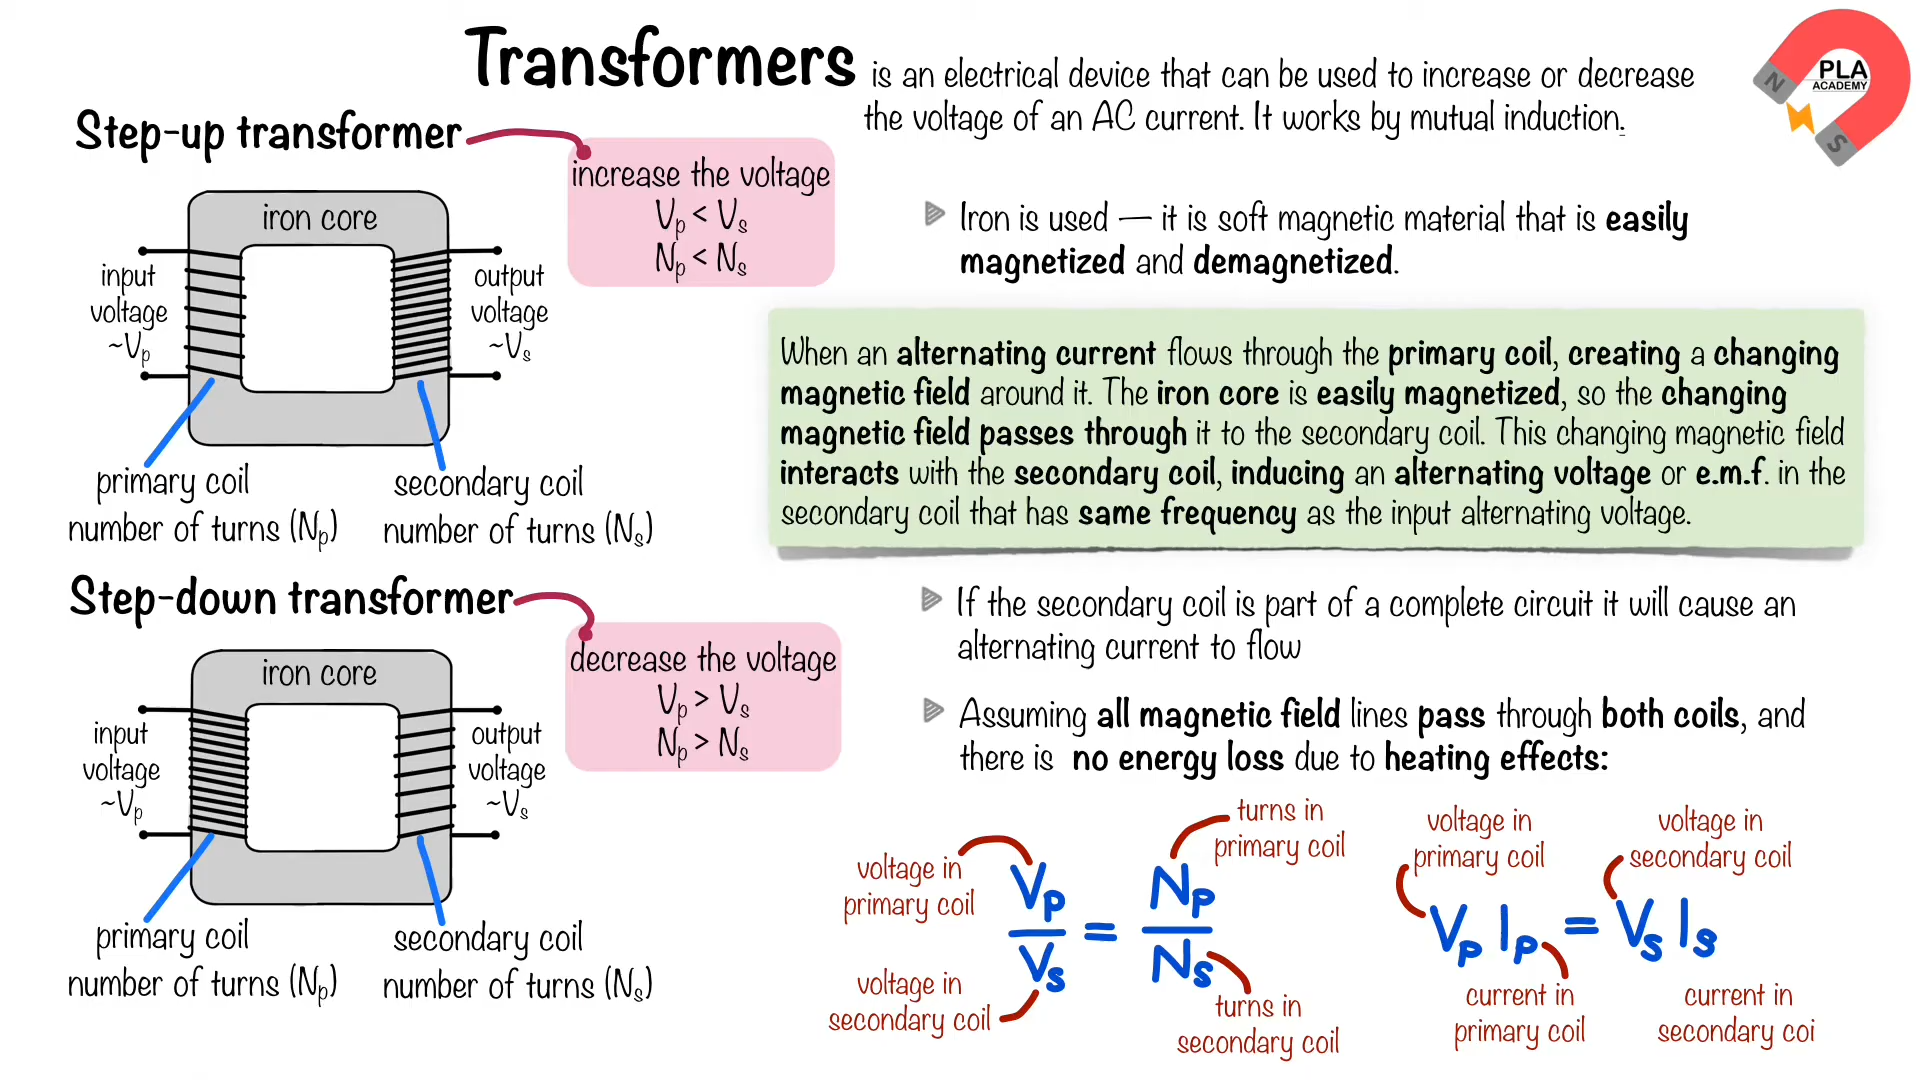 Transformers is an electrical device that can be used to increase or decrease
the voltage of an AC current. It works by mutual induction.
PLA
ACADEMY
N
S
Step-up transformer
increase the voltage
Vp < Vs
Np < Ns
iron core
input
voltage
~Vp
output
voltage
~Vs
primary coil
number of turns (Np)
secondary coil
number of turns (Ns)
Iron is used — it is soft magnetic material that is easily
magnetized and demagnetized.
When an alternating current flows through the primary coil, creating a changing
magnetic field around it. The iron core is easily magnetized, so the changing
magnetic field passes through it to the secondary coil. This changing magnetic field
interacts with the secondary coil, inducing an alternating voltage or e.m.f. in the
secondary coil that has same frequency as the input alternating voltage.
Step-down transformer
decrease the voltage
Vp > Vs
Np > Ns
iron core
input
voltage
~Vp
output
voltage
~Vs
primary coil
number of turns (Np)
secondary coil
number of turns (Ns)
If the secondary coil is part of a complete circuit it will cause an
alternating current to flow
Assuming all magnetic field lines pass through both coils, and
there is no energy loss due to heating effects:
voltage in
primary coil
turns in
primary coil
Vp/Vs = Np/Ns
voltage in
secondary coil
turns in
secondary coil
voltage in
primary coil
voltage in
secondary coil
Vp Ip = Vs Is
current in
primary coil
current in
secondary coi